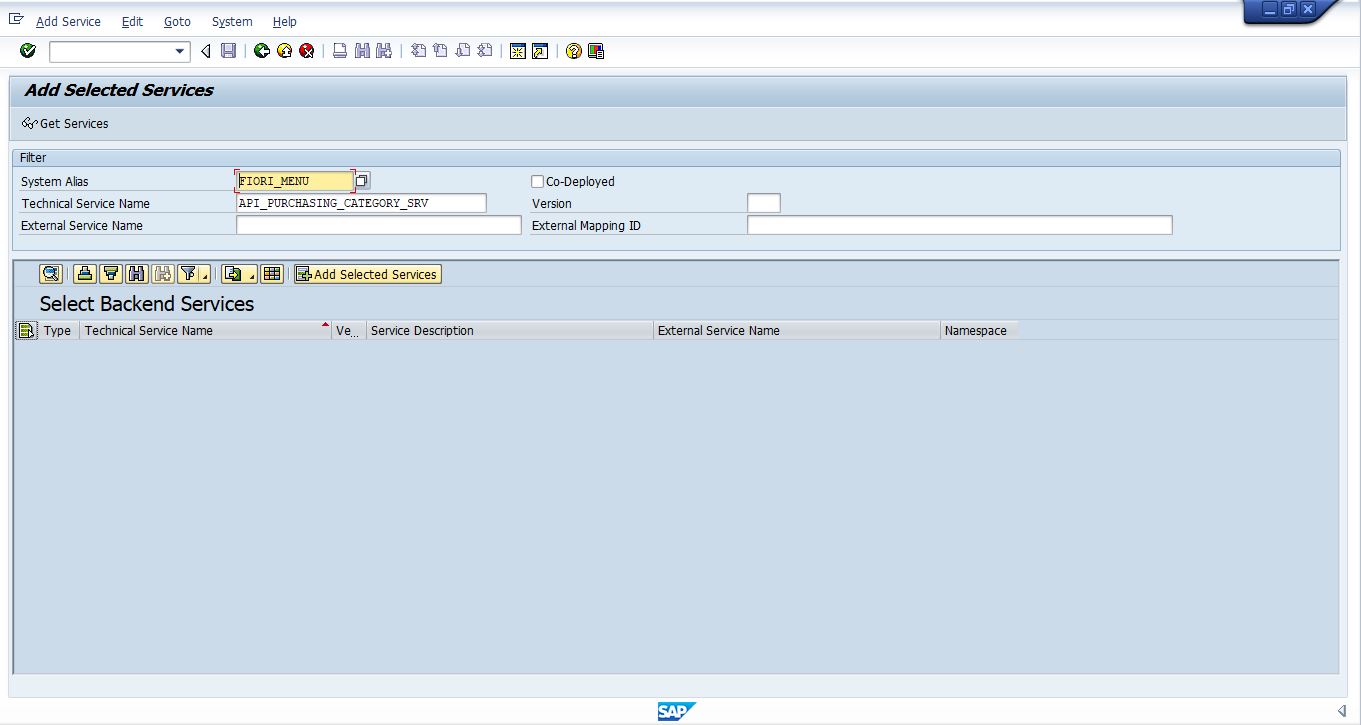 Add Service Edit Goto System Help
Add Selected Services
Get Services
Filter
System Alias FIORI_MENU Co-Deployed
Technical Service Name API_PURCHASING_CATEGORY_SRV Version
External Service Name External Mapping ID
Add Selected Services
Select Backend Services
Type Technical Service Name Ve... Service Description External Service Name Namespace
SAP